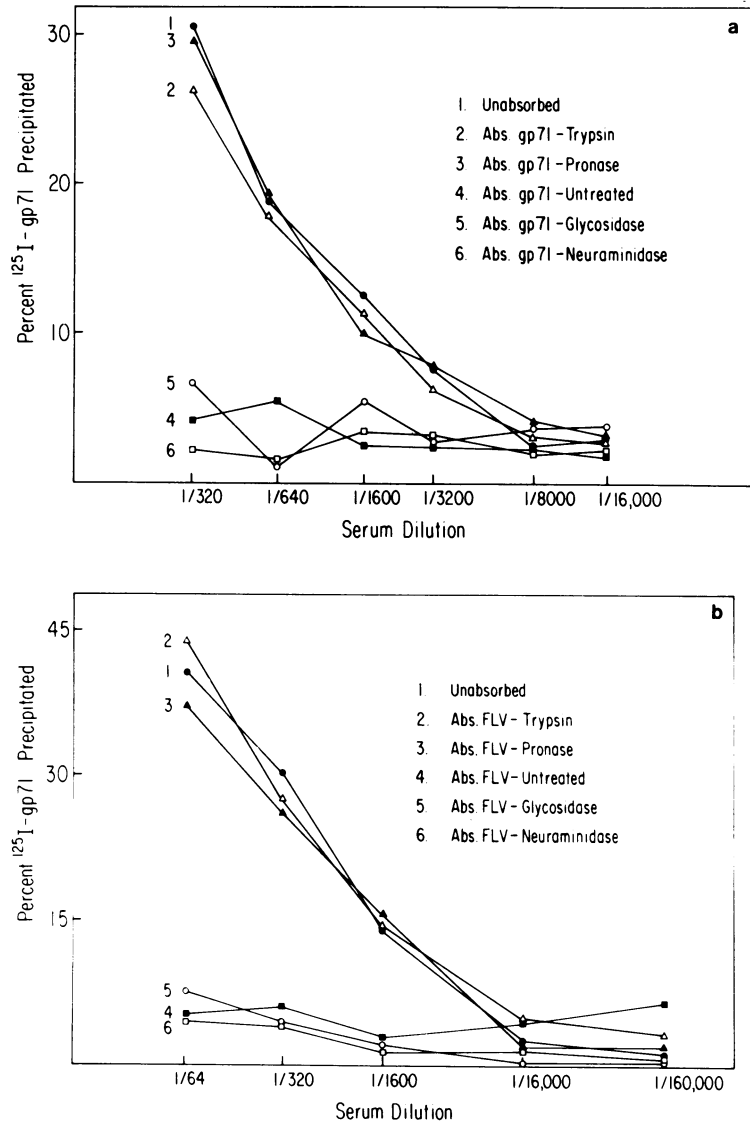 a
30
20
10
Percent ¹²⁵I-gp71 Precipitated
1
3
2
5
4
6
1. Unabsorbed
2. Abs. gp71-Trypsin
3. Abs. gp71-Pronase
4. Abs. gp71-Untreated
5. Abs. gp71-Glycosidase
6. Abs. gp71-Neuraminidase
1/320 1/640 1/1600 1/3200 1/8000 1/16,000
Serum Dilution
b
45
30
15
Percent ¹²⁵I-gp71 Precipitated
2
1
3
5
4
6
1. Unabsorbed
2. Abs. FLV-Trypsin
3. Abs. FLV-Pronase
4. Abs. FLV-Untreated
5. Abs. FLV-Glycosidase
6. Abs. FLV-Neuraminidase
1/64 1/320 1/1600 1/16,000 1/160,000
Serum Dilution